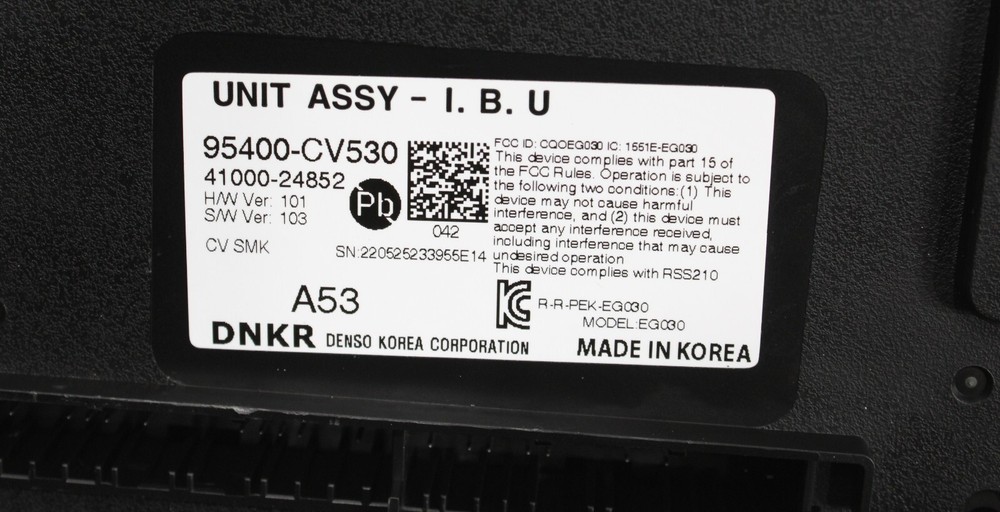 UNIT ASSY - I. B. U
95400-CV530
41000-24852
H/W Ver: 101
S/W Ver: 103
Pb
042
CV SMK
SN:220525233955E14
A53
DNKR DENSO KOREA CORPORATION
FCC ID: CQOEG030 IC: 1551E-EG030
This device complies with part 15 of
the FCC Rules. Operation is subject to
the following two conditions:(1) This
device may not cause harmful
interference, and (2) this device must
accept any interference received,
including interference that may cause
undesired operation
This device complies with RSS210
R-R-PEK-EG030
MODEL:EG030
MADE IN KOREA